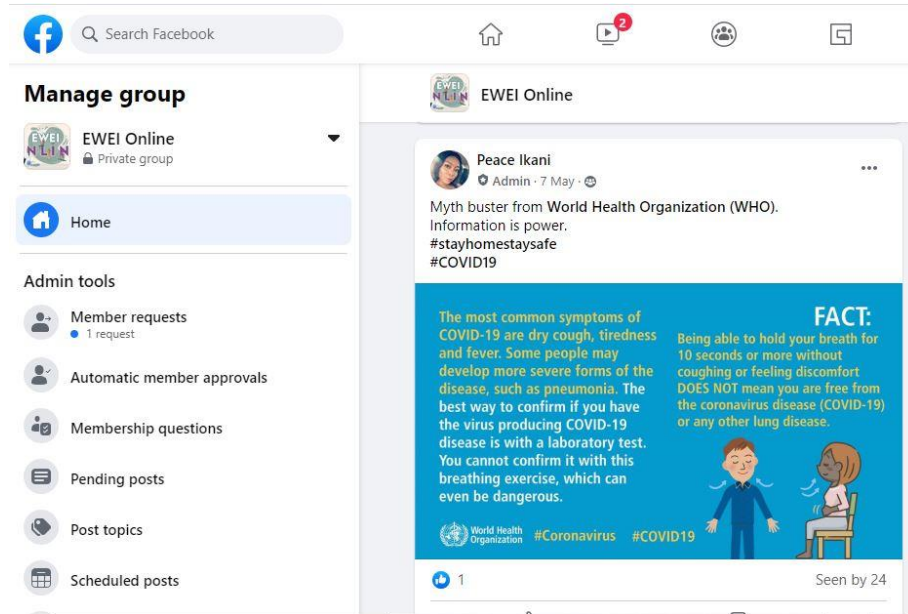 Search Facebook
2
Manage group
EWEI Online
Private group
Home
Admin tools
Member requests
1 request
Automatic member approvals
Membership questions
Pending posts
Post topics
Scheduled posts
EWEI Online
Peace Ikani
Admin · 7 May ·
Myth buster from World Health Organization (WHO).
Information is power.
#stayhomestaysafe
#COVID19
The most common symptoms of
COVID-19 are dry cough, tiredness
and fever. Some people may
develop more severe forms of the
disease, such as pneumonia. The
best way to confirm if you have
the virus producing COVID-19
disease is with a laboratory test.
You cannot confirm it with this
breathing exercise, which can
even be dangerous.
FACT:
Being able to hold your breath for
10 seconds or more without
coughing or feeling discomfort
DOES NOT mean you are free from
the coronavirus disease (COVID-19)
or any other lung disease.
World Health
Organization
#Coronavirus #COVID19
1
Seen by 24